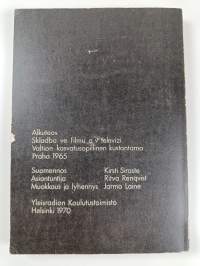 Alkuteos
Skladba ve filmu a v televizi
Valtion kasvatusopillinen kustantamo
Praha 1965
Suomennos Kirsti Siraste
Asiantuntija Ritva Renqvist
Muokkaus ja lyhennys Jarmo Laine
Yleisradion Koulutustoimisto
Helsinki 1970